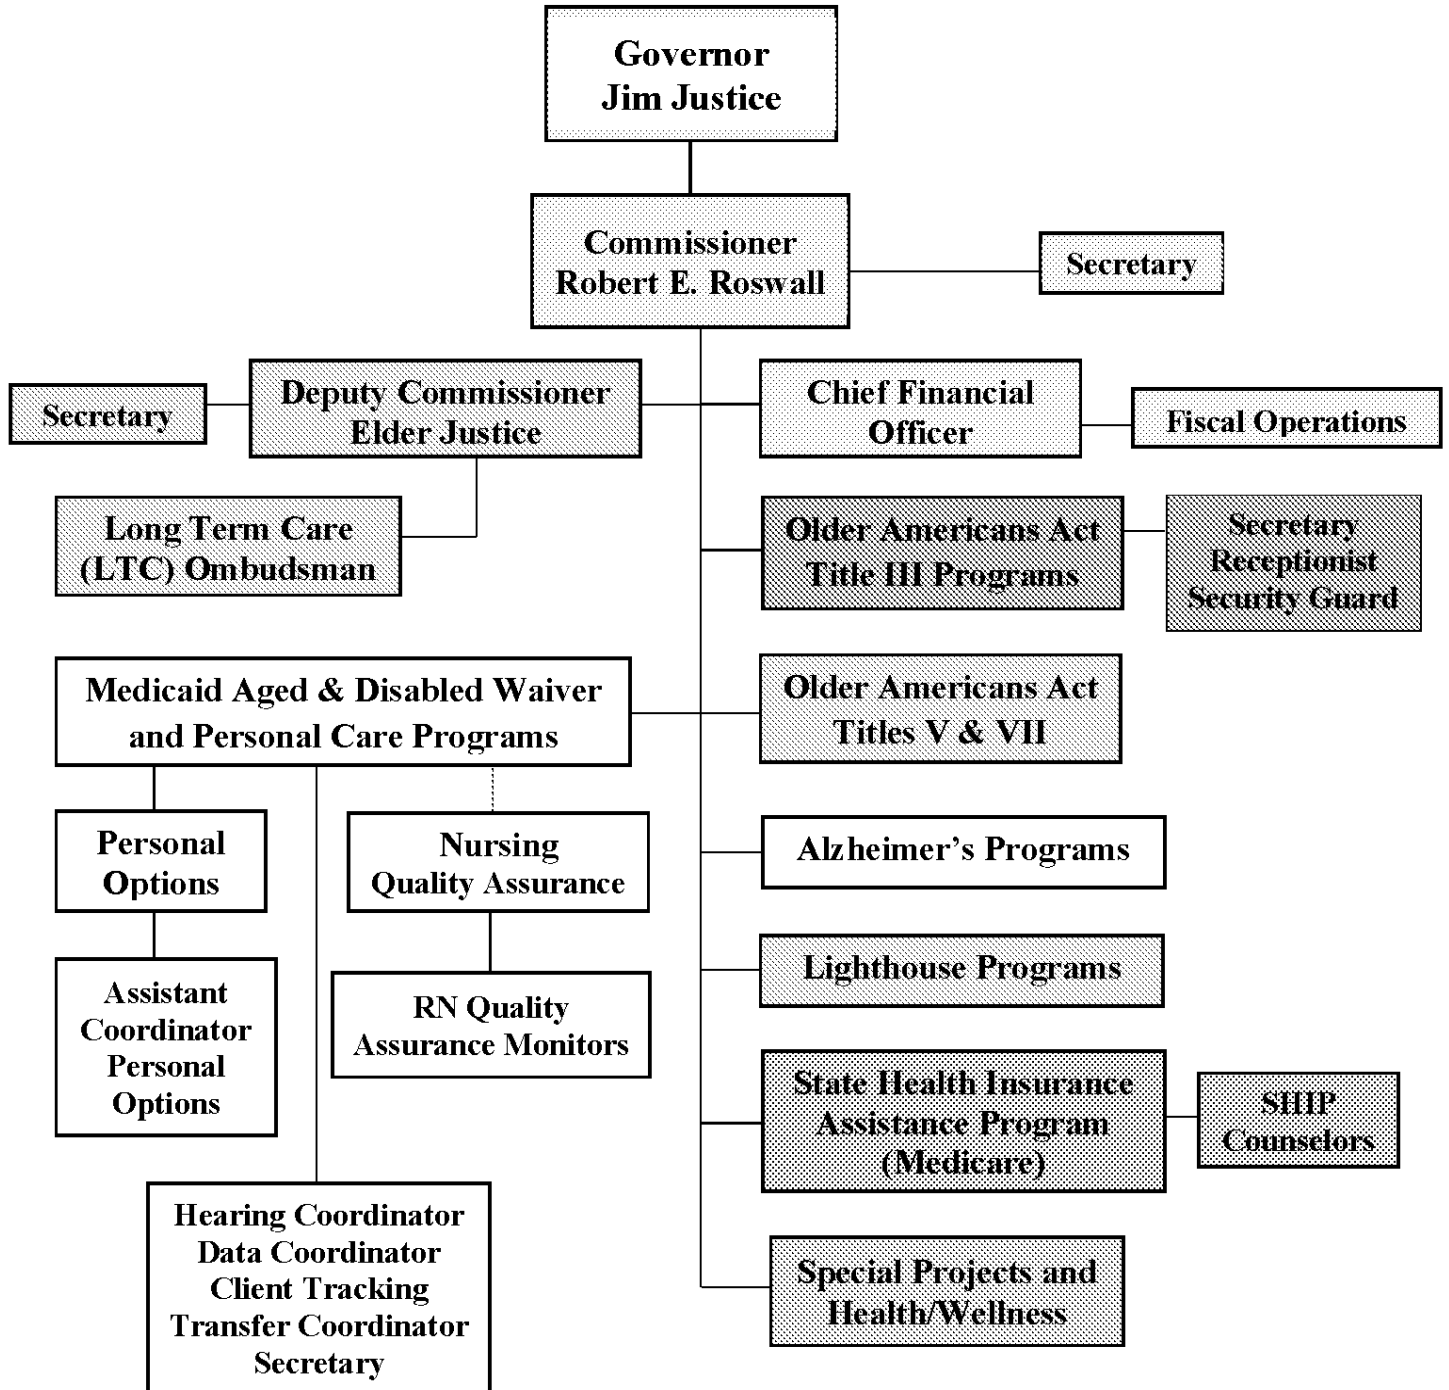 Governor
Jim Justice
Commissioner
Robert E. Roswall
Secretary
Secretary
Deputy Commissioner
Elder Justice
Chief Financial
Officer
Fiscal Operations
Long Term Care
(LTC) Ombudsman
Older Americans Act
Title III Programs
Secretary
Receptionist
Security Guard
Medicaid Aged & Disabled Waiver
and Personal Care Programs
Older Americans Act
Titles V & VII
Personal
Options
Nursing
Quality Assurance
Alzheimer's Programs
Assistant
Coordinator
Personal
Options
RN Quality
Assurance Monitors
Lighthouse Programs
State Health Insurance
Assistance Program
(Medicare)
SHIP
Counselors
Hearing Coordinator
Data Coordinator
Client Tracking
Transfer Coordinator
Secretary
Special Projects and
Health/Wellness